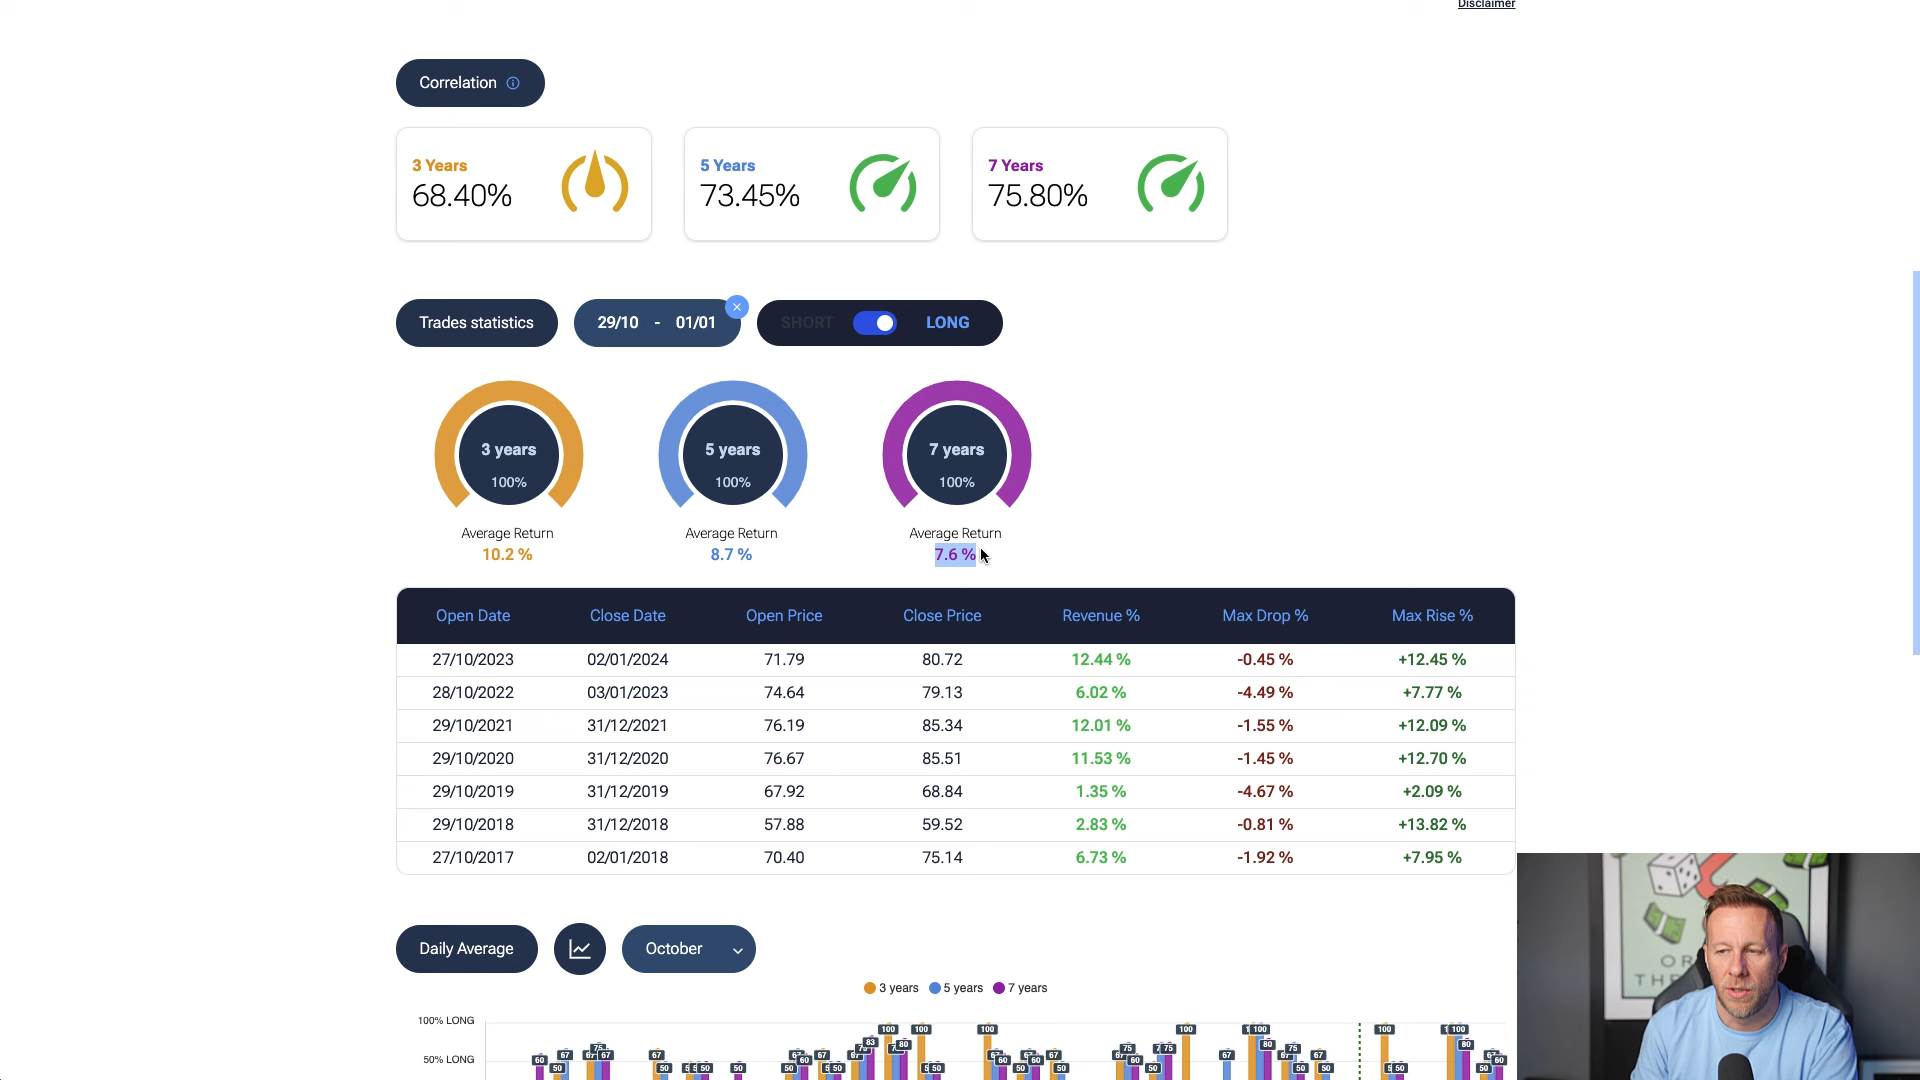 Disclaimer
Correlation
3 Years
68.40%
5 Years
73.45%
7 Years
75.80%
Trades statistics
29/10 - 01/01
SHORT
LONG
3 years
100%
5 years
100%
7 years
100%
Average Return
10.2 %
Average Return
8.7 %
Average Return
7.6 %
Open Date Close Date Open Price Close Price Revenue % Max Drop % Max Rise %
27/10/2023 02/01/2024 71.79 80.72 12.44 % -0.45 % +12.45 %
28/10/2022 03/01/2023 74.64 79.13 6.02 % -4.49 % +7.77 %
29/10/2021 31/12/2021 76.19 85.34 12.01 % -1.55 % +12.09 %
29/10/2020 31/12/2020 76.67 85.51 11.53 % -1.45 % +12.70 %
29/10/2019 31/12/2019 67.92 68.84 1.35 % -4.67 % +2.09 %
29/10/2018 31/12/2018 57.88 59.52 2.83 % -0.81 % +13.82 %
27/10/2017 02/01/2018 70.40 75.14 6.73 % -1.92 % +7.95 %
Daily Average
October
3 years 5 years 7 years
100% LONG
50% LONG